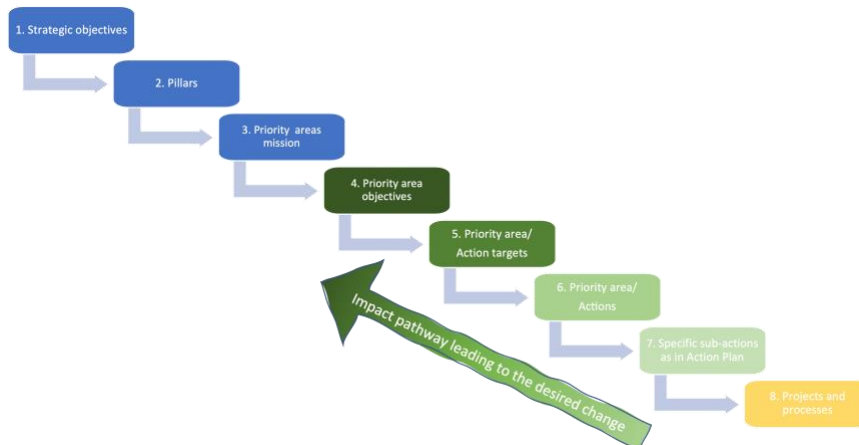 1. Strategic objectives
2. Pillars
3. Priority areas
mission
4. Priority area
objectives
5. Priority area/
Action targets
6. Priority area/
Actions
7. Specific sub-actions
as in Action Plan
8. Projects and
processes
Impact pathway leading to the desired change